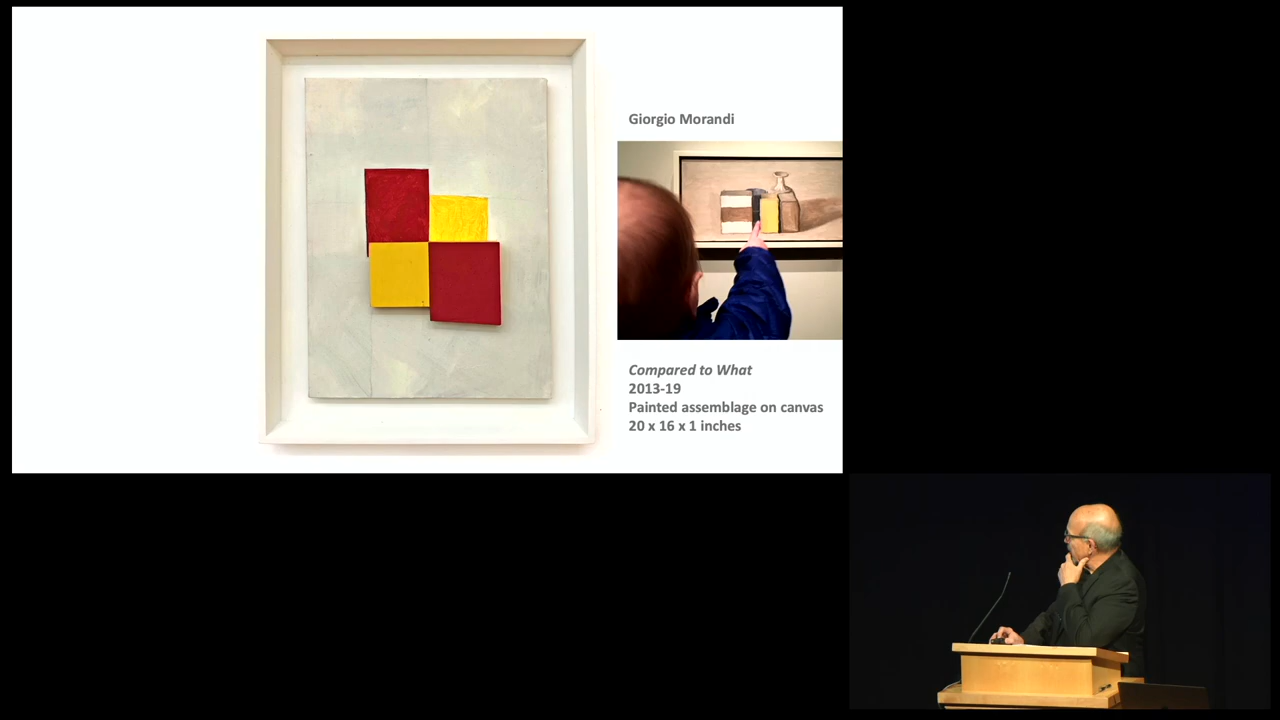 Giorgio Morandi
Compared to What
2013-19
Painted assemblage on canvas
20 x 16 x 1 inches